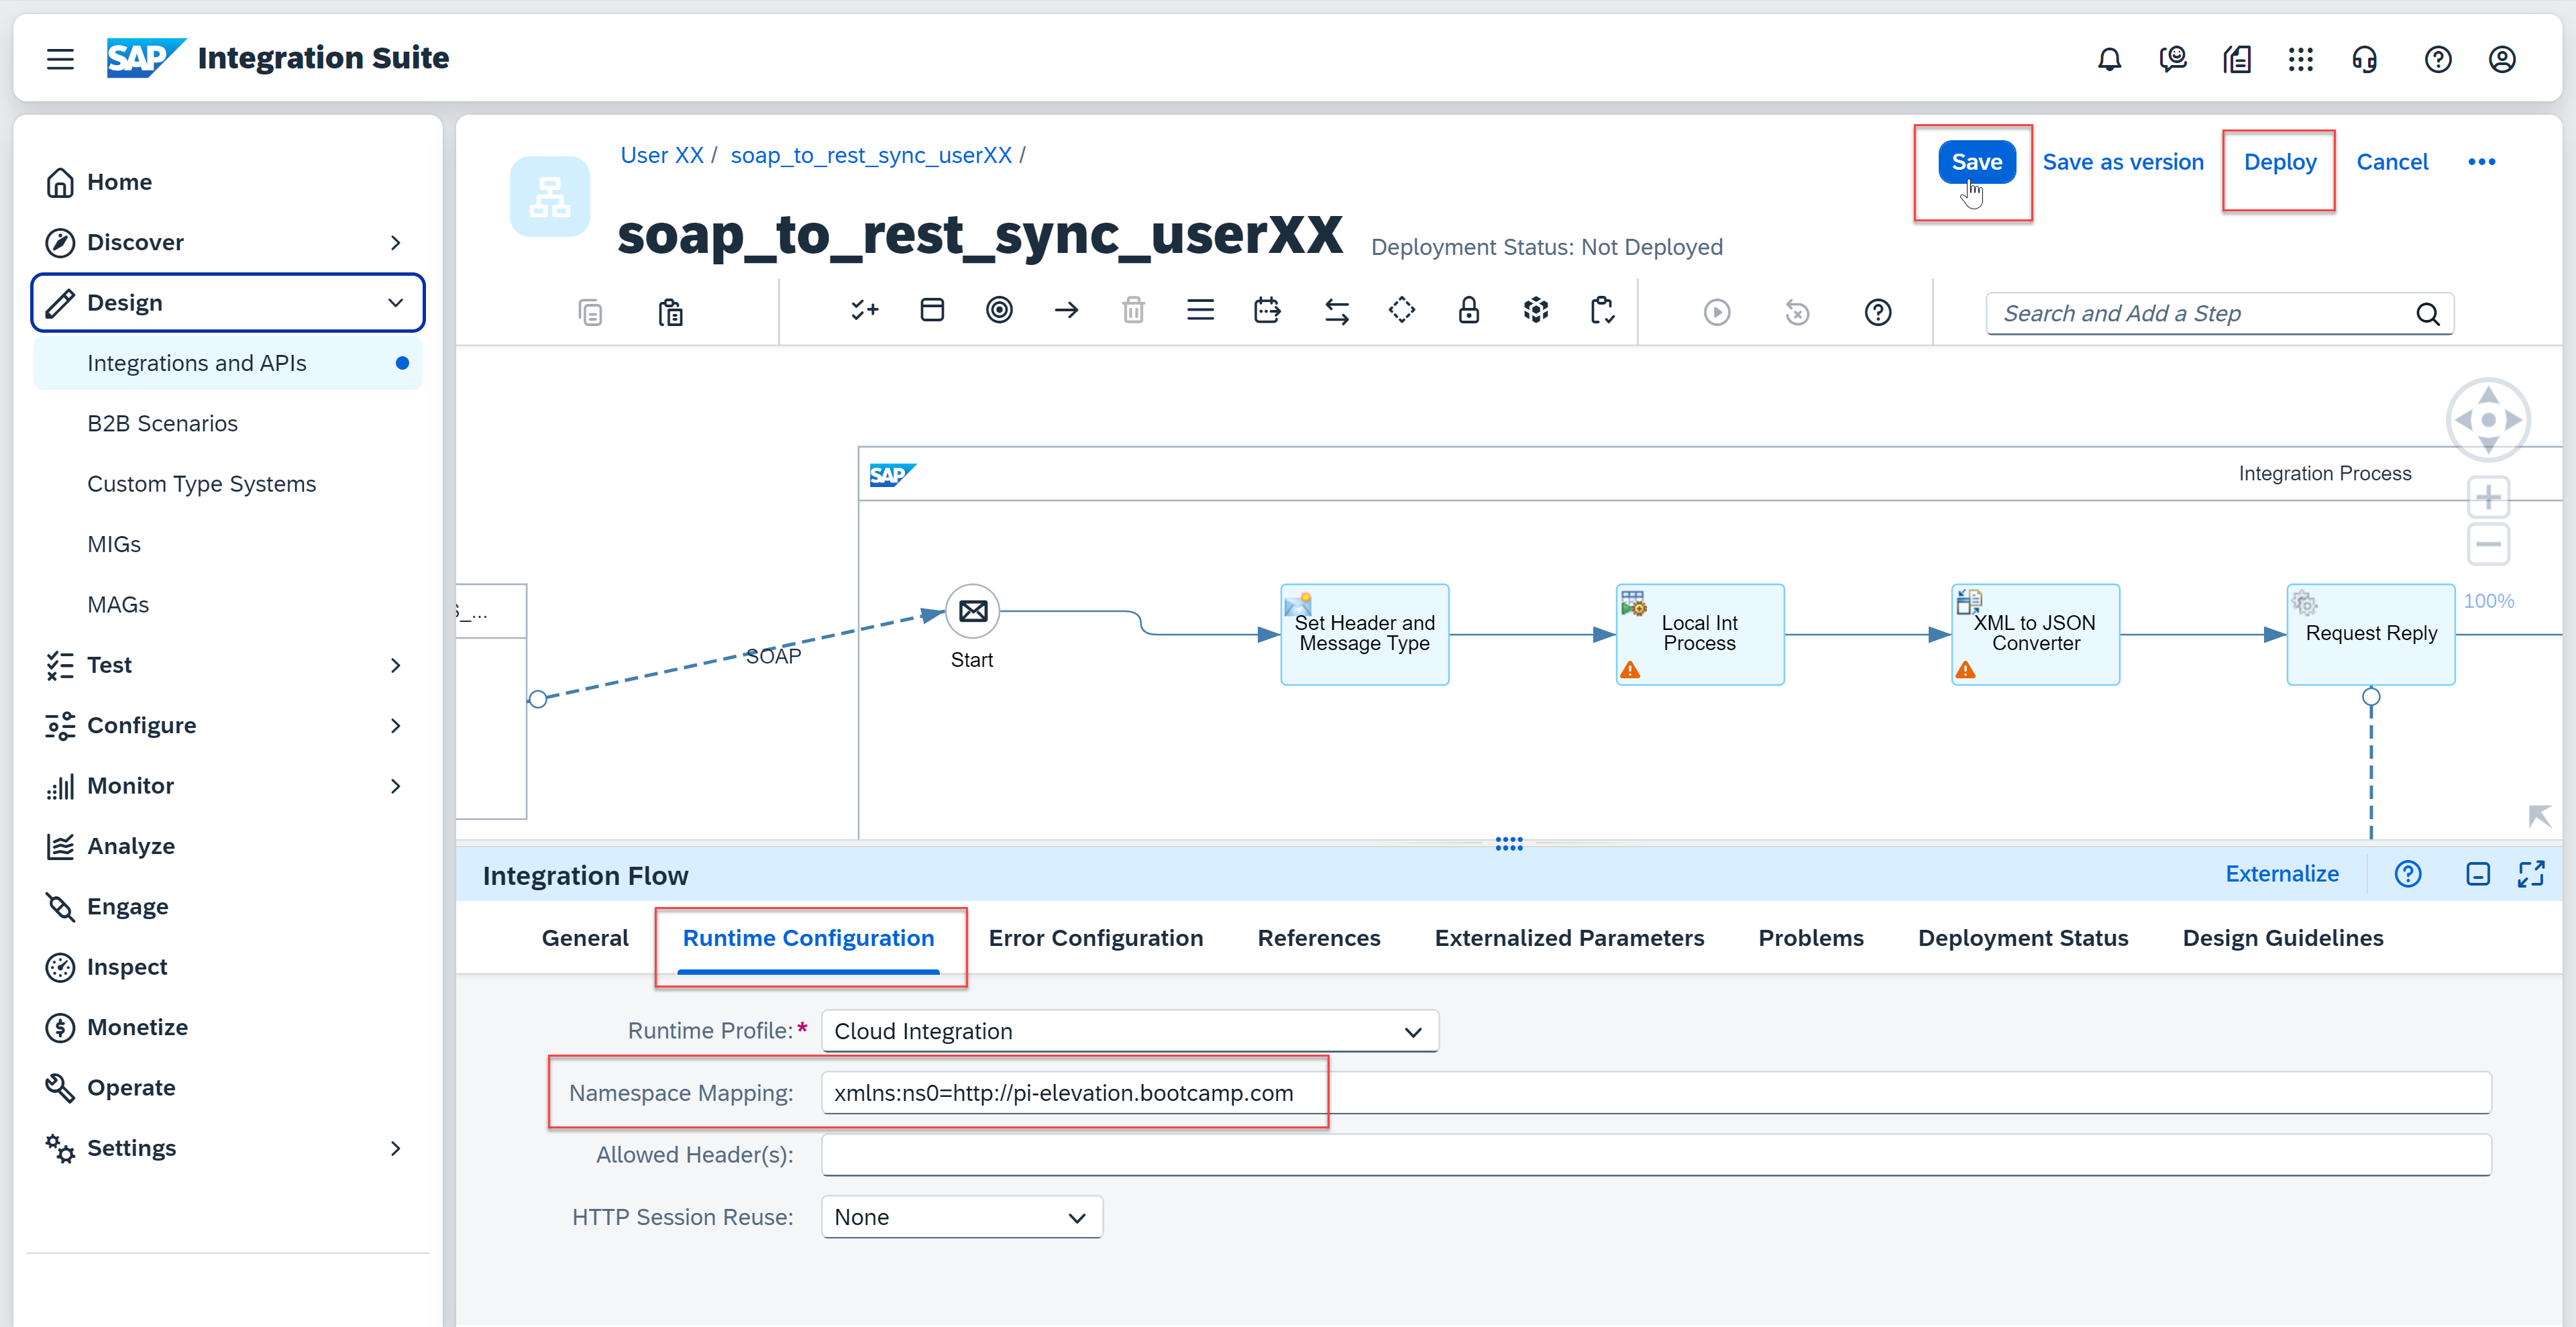 SAP Integration Suite
Home
Discover
Design
Integrations and APIs
B2B Scenarios
Custom Type Systems
MIGs
MAGs
Test
Configure
Monitor
Analyze
Engage
Inspect
Monetize
Operate
Settings
User XX / soap_to_rest_sync_userXX /
Save
Save as version
Deploy
Cancel
soap_to_rest_sync_userXX
Deployment Status: Not Deployed
Search and Add a Step
SAP
Integration Process
SOAP
Start
Set Header and
Message Type
Local Int
Process
XML to JSON
Converter
Request Reply
100%
Integration Flow
Externalize
General
Runtime Configuration
Error Configuration
References
Externalized Parameters
Problems
Deployment Status
Design Guidelines
Runtime Profile:* Cloud Integration
Namespace Mapping: xmlns:ns0=http://pi-elevation.bootcamp.com
Allowed Header(s):
HTTP Session Reuse: None